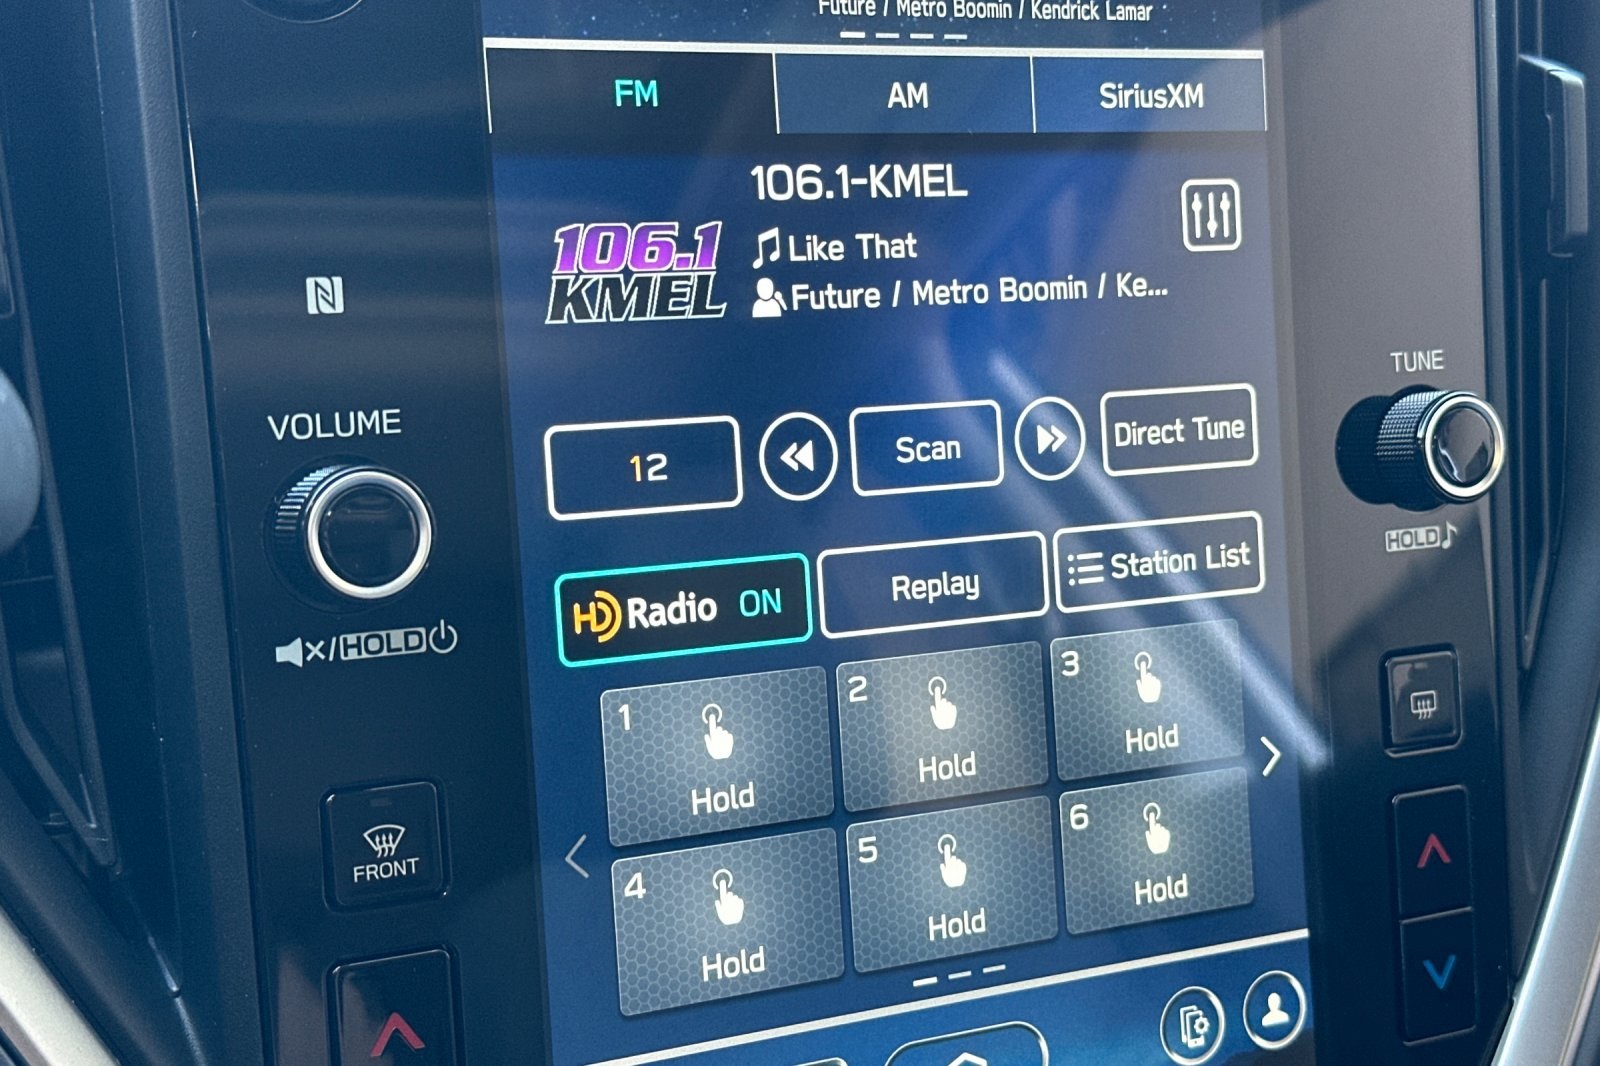 Future / Metro Boomin / Kendrick Lamar
FM
AM
SiriusXM
106.1-KMEL
106.1
KMEL
Like That
Future / Metro Boomin / Ke...
VOLUME
TUNE
12
Scan
Direct Tune
HOLD
HD Radio ON
Replay
Station List
/HOLD
1
Hold
2
Hold
3
Hold
4
Hold
5
Hold
6
Hold
FRONT